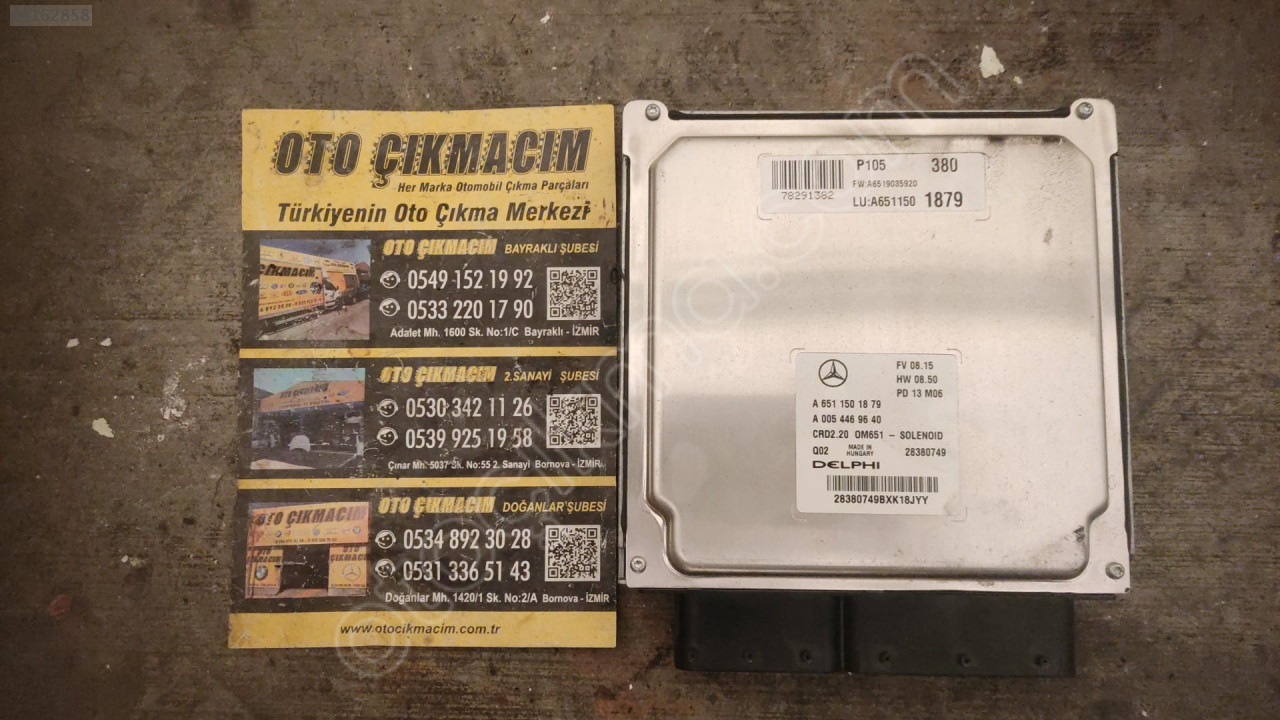 OTO ÇIKMACIM
Her Marka Otomobil Çıkma Parçaları
Türkiyenin Oto Çıkma Merkezi
OTO ÇIKMACIM BAYRAKLI ŞUBESİ
0549 152 19 92
0533 220 17 90
Adalet Mh. 1600 Sk. No:1/C Bayraklı - İZMİR
OTO ÇIKMACIM 2.SANAYİ ŞUBESİ
0530 342 11 26
0539 925 19 58
Çınar Mh. 5037 Sk. No:55 2. Sanayi Bornova - İZMİR
OTO ÇIKMACIM DOĞANLAR ŞUBESİ
0534 892 30 28
0531 336 51 43
Doğanlar Mh. 1420/1 Sk. No:2/A Bornova - İZMİR
www.otocikmacim.com.tr
P105 380
FW:A6519035920
78291382
LU:A651150 1879
FV 08.15
HW 08.50
PD 13 M06
A 651 150 18 79
A 005 446 96 40
CRD2.20 OM651 - SOLENOID
Q02 MADE IN HUNGARY 28380749
DELPHI
28380749BXK18JYY